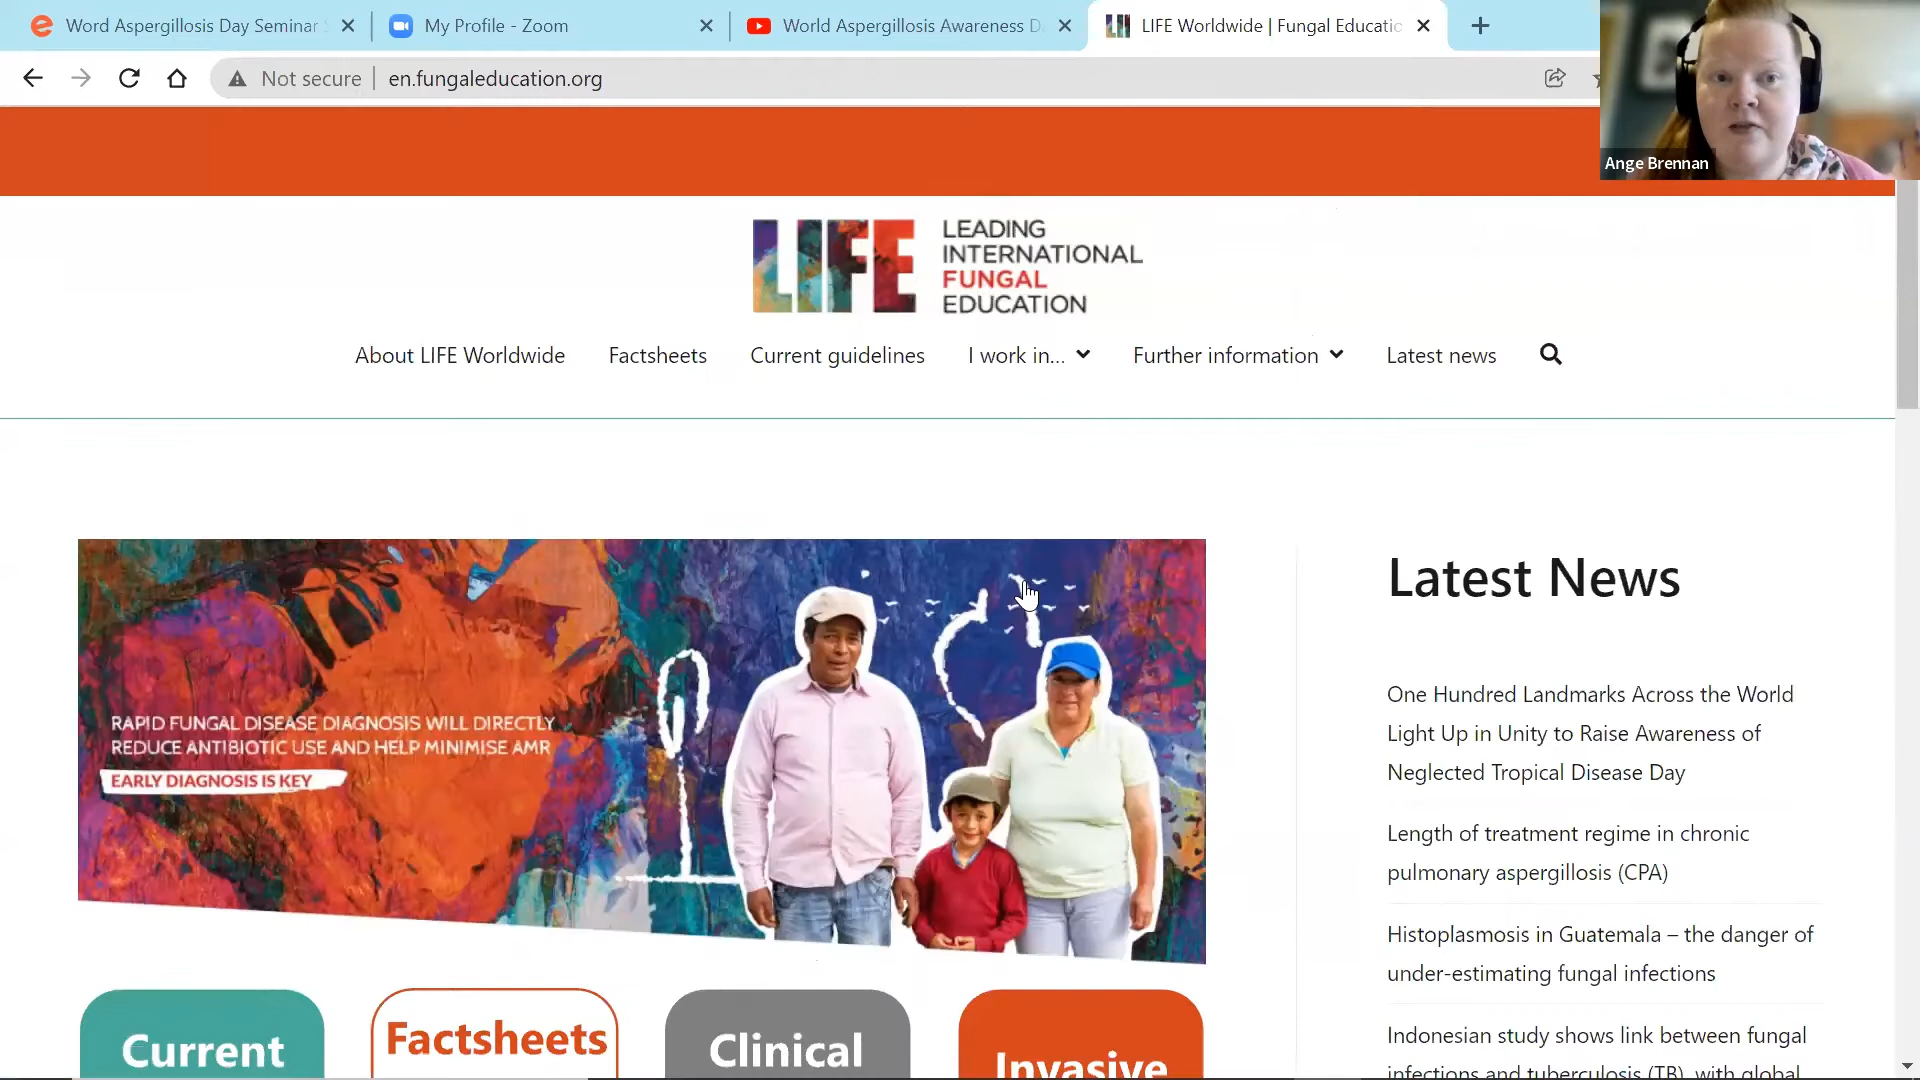 Word Aspergillosis Day Seminar
My Profile - Zoom
World Aspergillosis Awareness D
LIFE Worldwide | Fungal Educatio
Not secure
en.fungaleducation.org
Ange Brennan
LIFE
LEADING
INTERNATIONAL
FUNGAL
EDUCATION
About LIFE Worldwide
Factsheets
Current guidelines
I work in...
Further information
Latest news
RAPID FUNGAL DISEASE DIAGNOSIS WILL DIRECTLY
REDUCE ANTIBIOTIC USE AND HELP MINIMISE AMR
EARLY DIAGNOSIS IS KEY
Latest News
One Hundred Landmarks Across the World
Light Up in Unity to Raise Awareness of
Neglected Tropical Disease Day
Length of treatment regime in chronic
pulmonary aspergillosis (CPA)
Histoplasmosis in Guatemala – the danger of
under-estimating fungal infections
Indonesian study shows link between fungal
infections and tuberculosis (TB), with global
Current
Factsheets
Clinical
Invasive